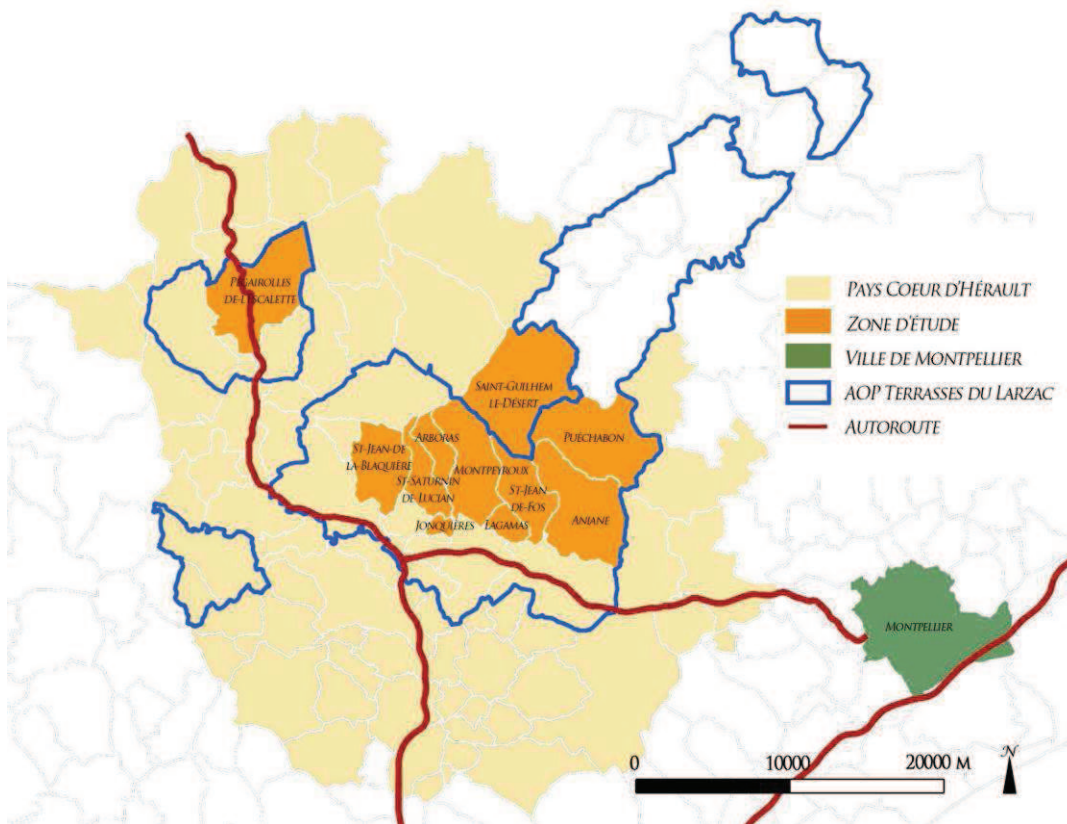 PÉGAIROLLES
DE-L'ESCALETTE
PAYS COEUR D'HÉRAULT
ZONE D'ÉTUDE
VILLE DE MONTPELLIER
AOP TERRASSES DU LARZAC
AUTOROUTE
SAINT-GUILHEM
LE-DÉSERT
ARBORAS
PUÉCHABON
ST-JEAN-DE
LA-BLAQUIÈRE
MONTPEYROUX
ST-SATURNIN
DE-LUCIAN
ST-JEAN
DE-FOS
JONQUIÈRES
LAGAMAS
ANIANE
MONTPELLIER
0 10000 20000 M
N